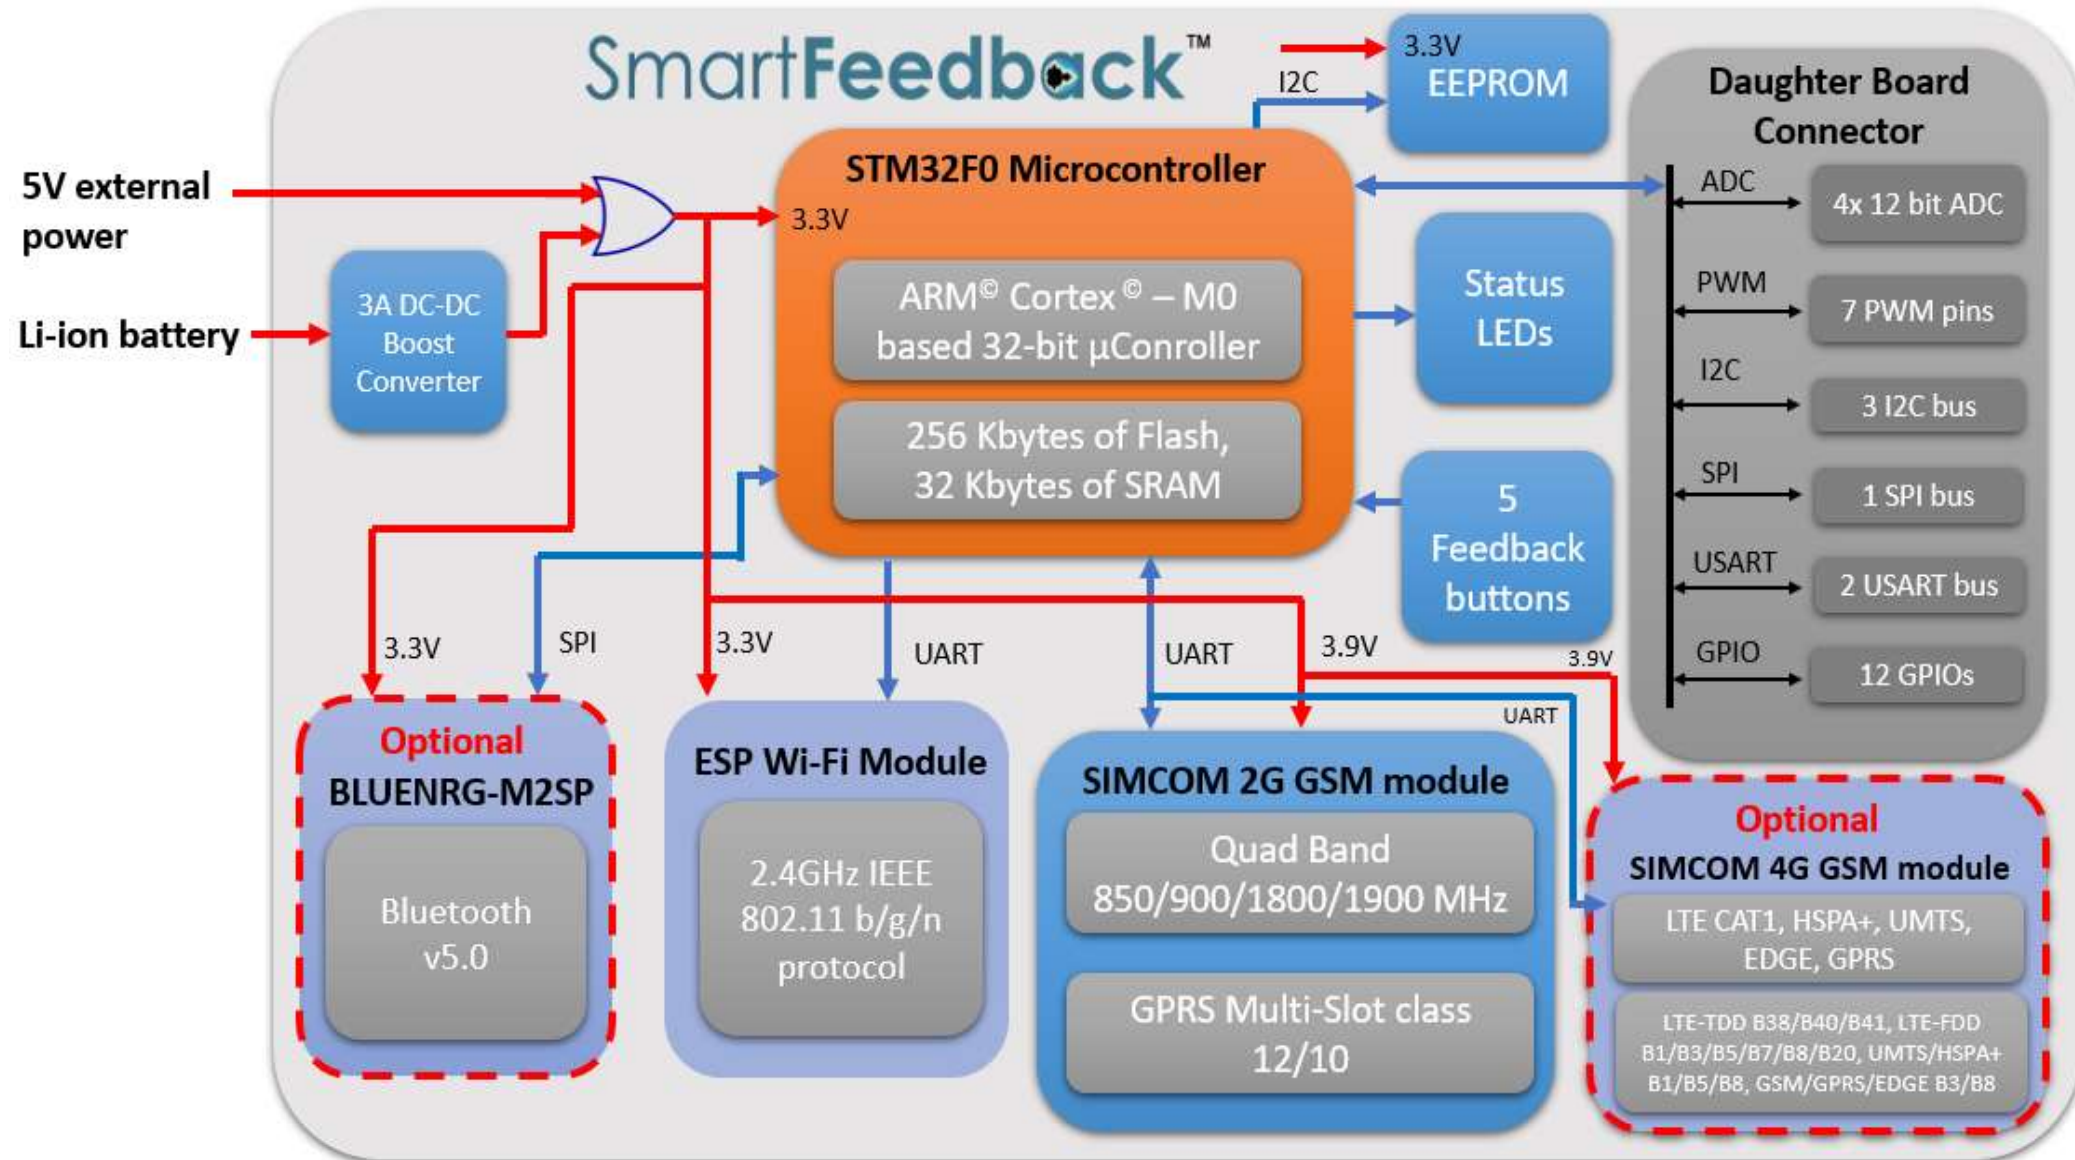 SmartFeedback™
3.3V
EEPROM
I2C
Daughter Board
Connector
ADC
4x 12 bit ADC
PWM
7 PWM pins
I2C
3 I2C bus
SPI
1 SPI bus
USART
2 USART bus
GPIO
12 GPIOs
5V external
power
Li-ion battery
3A DC-DC
Boost
Converter
STM32F0 Microcontroller
3.3V
ARM© Cortex © – M0
based 32-bit µConroller
256 Kbytes of Flash,
32 Kbytes of SRAM
Status
LEDs
5
Feedback
buttons
3.3V
SPI
3.3V
UART
UART
3.9V
3.9V
UART
Optional
BLUENRG-M2SP
Bluetooth
v5.0
ESP Wi-Fi Module
2.4GHz IEEE
802.11 b/g/n
protocol
SIMCOM 2G GSM module
Quad Band
850/900/1800/1900 MHz
GPRS Multi-Slot class
12/10
Optional
SIMCOM 4G GSM module
LTE CAT1, HSPA+, UMTS,
EDGE, GPRS
LTE-TDD B38/B40/B41, LTE-FDD
B1/B3/B5/B7/B8/B20, UMTS/HSPA+
B1/B5/B8, GSM/GPRS/EDGE B3/B8